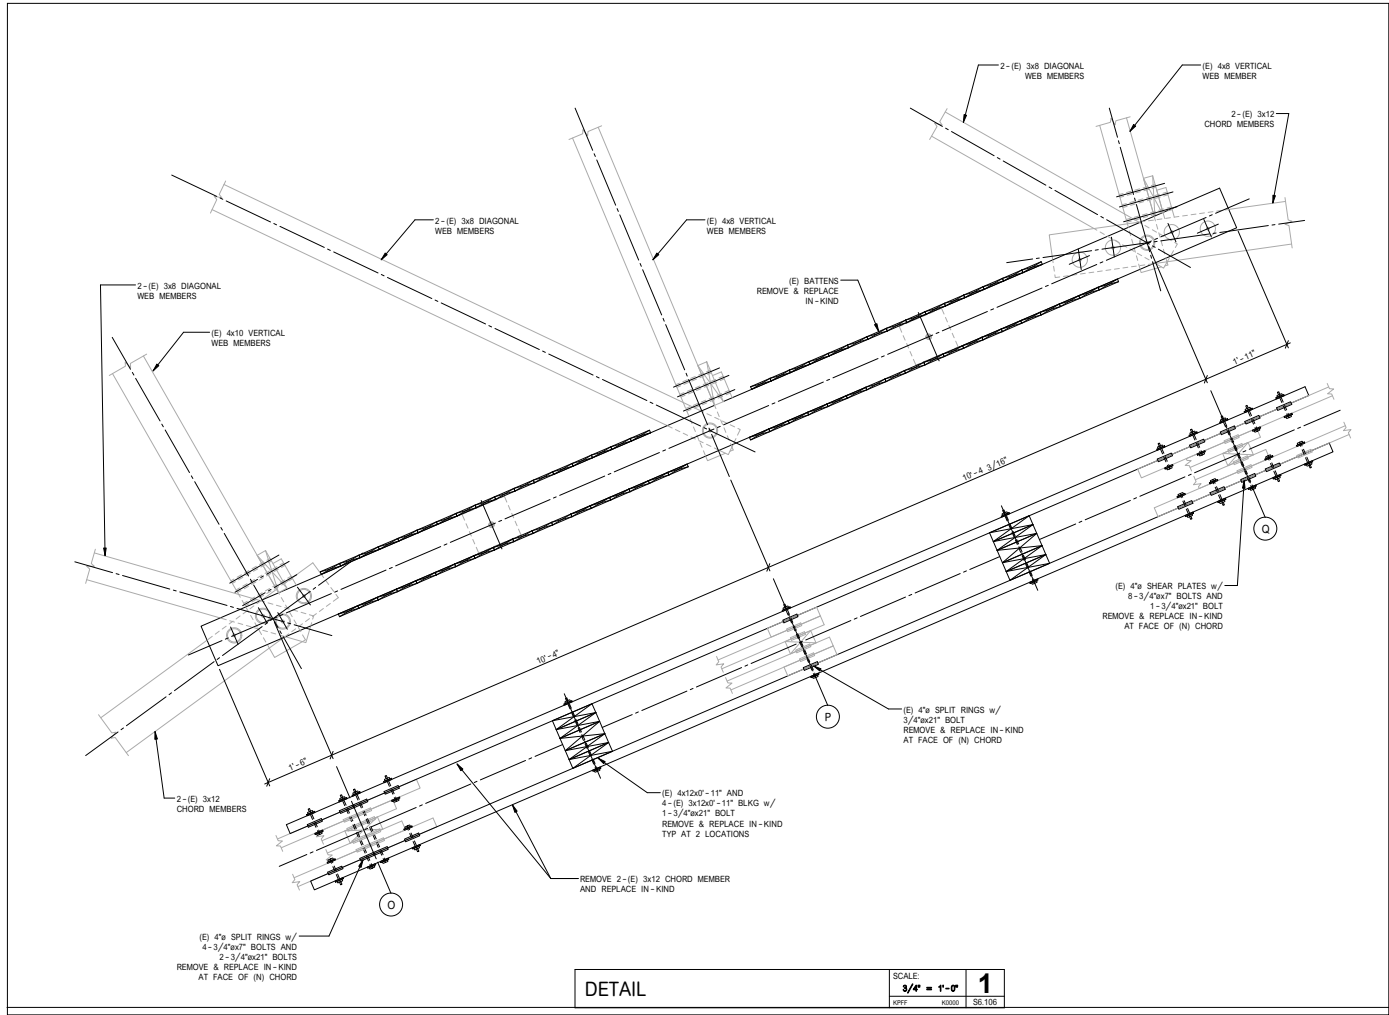 2-(E) 3x8 DIAGONAL
WEB MEMBERS
(E) 4x8 VERTICAL
WEB MEMBER
2-(E) 3x12
CHORD MEMBERS
2-(E) 3x8 DIAGONAL
WEB MEMBERS
(E) 4x8 VERTICAL
WEB MEMBERS
2-(E) 3x8 DIAGONAL
WEB MEMBERS
(E) 4x10 VERTICAL
WEB MEMBERS
(E) BATTENS
REMOVE & REPLACE
IN-KIND
1'-11"
10'-4 3/16"
Q
(E) 4"ø SHEAR PLATES w/
8-3/4"øx7" BOLTS AND
1-3/4"øx21" BOLT
REMOVE & REPLACE IN-KIND
AT FACE OF (N) CHORD
10'-4"
P
(E) 4"ø SPLIT RINGS w/
3/4"øx21" BOLT
REMOVE & REPLACE IN-KIND
AT FACE OF (N) CHORD
1'-6"
2-(E) 3x12
CHORD MEMBERS
(E) 4x12x0'-11" AND
4-(E) 3x12x0'-11" BLKG w/
1-3/4"øx21" BOLT
REMOVE & REPLACE IN-KIND
TYP AT 2 LOCATIONS
REMOVE 2-(E) 3x12 CHORD MEMBER
AND REPLACE IN-KIND
O
(E) 4"ø SPLIT RINGS w/
4-3/4"øx7" BOLTS AND
2-3/4"øx21" BOLTS
REMOVE & REPLACE IN-KIND
AT FACE OF (N) CHORD
DETAIL
SCALE:
3/4" = 1'-0"
1
KPFF
K0000
S6.106